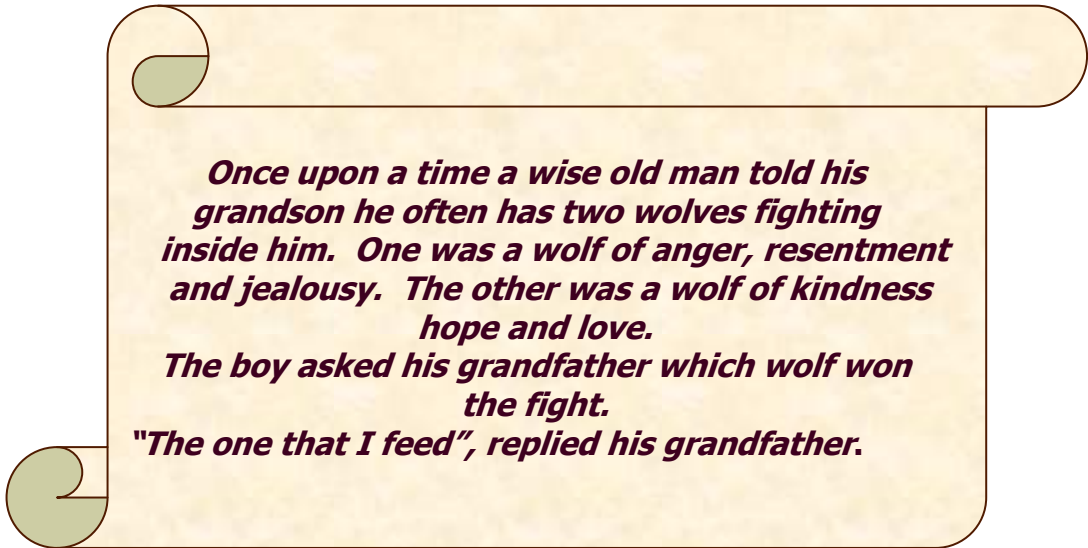 Once upon a time a wise old man told his
grandson he often has two wolves fighting
inside him.  One was a wolf of anger, resentment
and jealousy.  The other was a wolf of kindness
hope and love.
The boy asked his grandfather which wolf won
the fight.
“The one that I feed”, replied his grandfather.